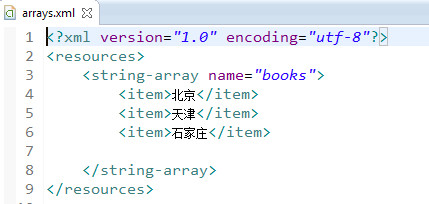 arrays.xml
1 <?xml version="1.0" encoding="utf-8"?>
2 <resources>
3 <string-array name="books">
4 <item>北京</item>
5 <item>天津</item>
6 <item>石家庄</item>
7
8 </string-array>
9 </resources>